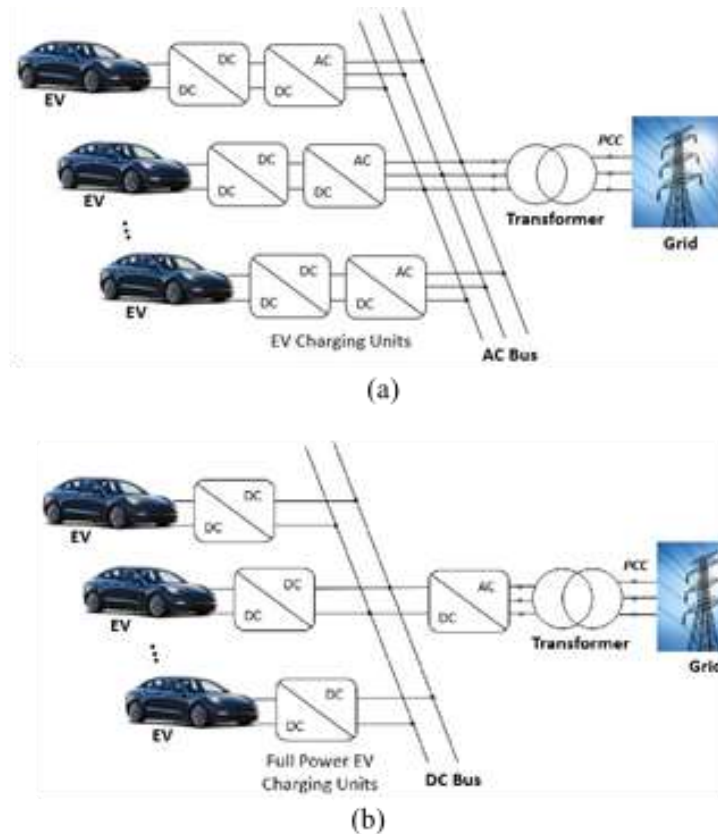 DC
AC
DC
DC
EV
DC
AC
PCC
DC
DC
EV
Transformer
Grid
DC
AC
DC
DC
EV
EV Charging Units
AC Bus
(a)
DC
DC
EV
DC
AC
PCC
DC
DC
EV
Transformer
Grid
DC
DC
EV
Full Power EV
Charging Units
DC Bus
(b)